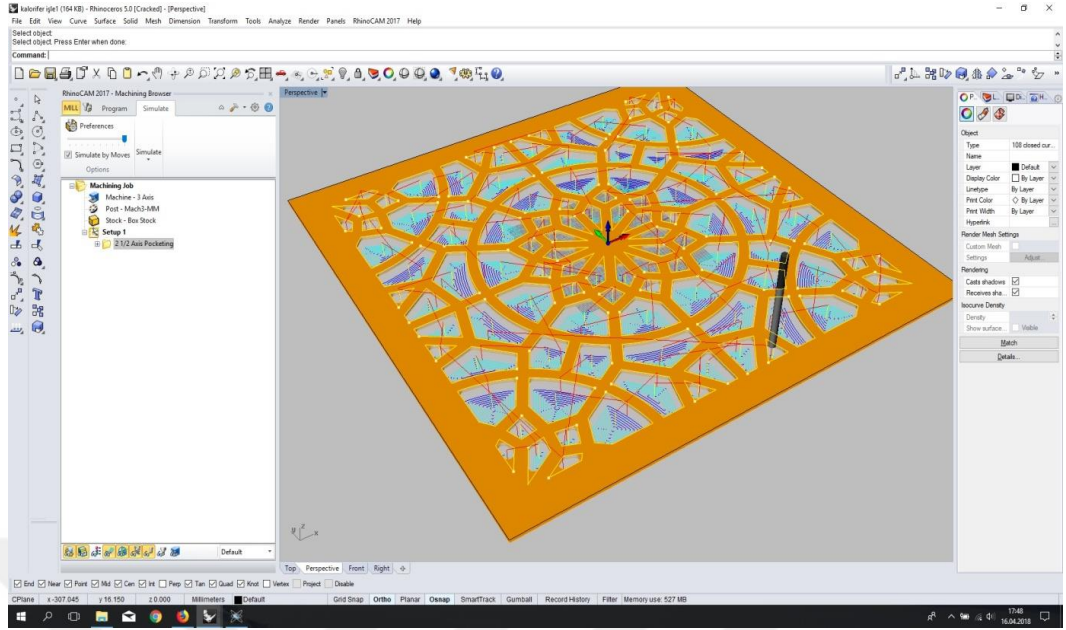 kalorifer işle1 (164 KB) - Rhinoceros 5.0 [Cracked] - [Perspective]
File Edit View Curve Surface Solid Mesh Dimension Transform Tools Analyze Render Panels RhinoCAM 2017 Help
Select object
Select object. Press Enter when done:
Command:
RhinoCAM 2017 - Machining Browser
MILL Program Simulate
Preferences
Simulate by Moves
Simulate
Options
Machining Job
Machine - 3 Axis
Post - Mach3-MM
Stock - Box Stock
Setup 1
2 1/2 Axis Pocketing
Default
Perspective
z
y x
Top Perspective Front Right
P.. L.. D.. H..
Object
Type 108 closed cur...
Name
Layer Default
Display Color By Layer
Linetype By Layer
Print Color By Layer
Print Width By Layer
Hyperlink ...
Render Mesh Settings
Custom Mesh
Settings Adjust...
Rendering
Casts shadows
Receives sha...
Isocurve Density
Density
Show surface... Visible
Match
Details...
End Near Point Mid Cen Int Perp Tan Quad Knot Vertex Project Disable
CPlane x -307.045 y 16.150 z 0.000 Millimeters Default Grid Snap Ortho Planar Osnap SmartTrack Gumball Record History Filter Memory use: 527 MB
17:48
16.04.2018